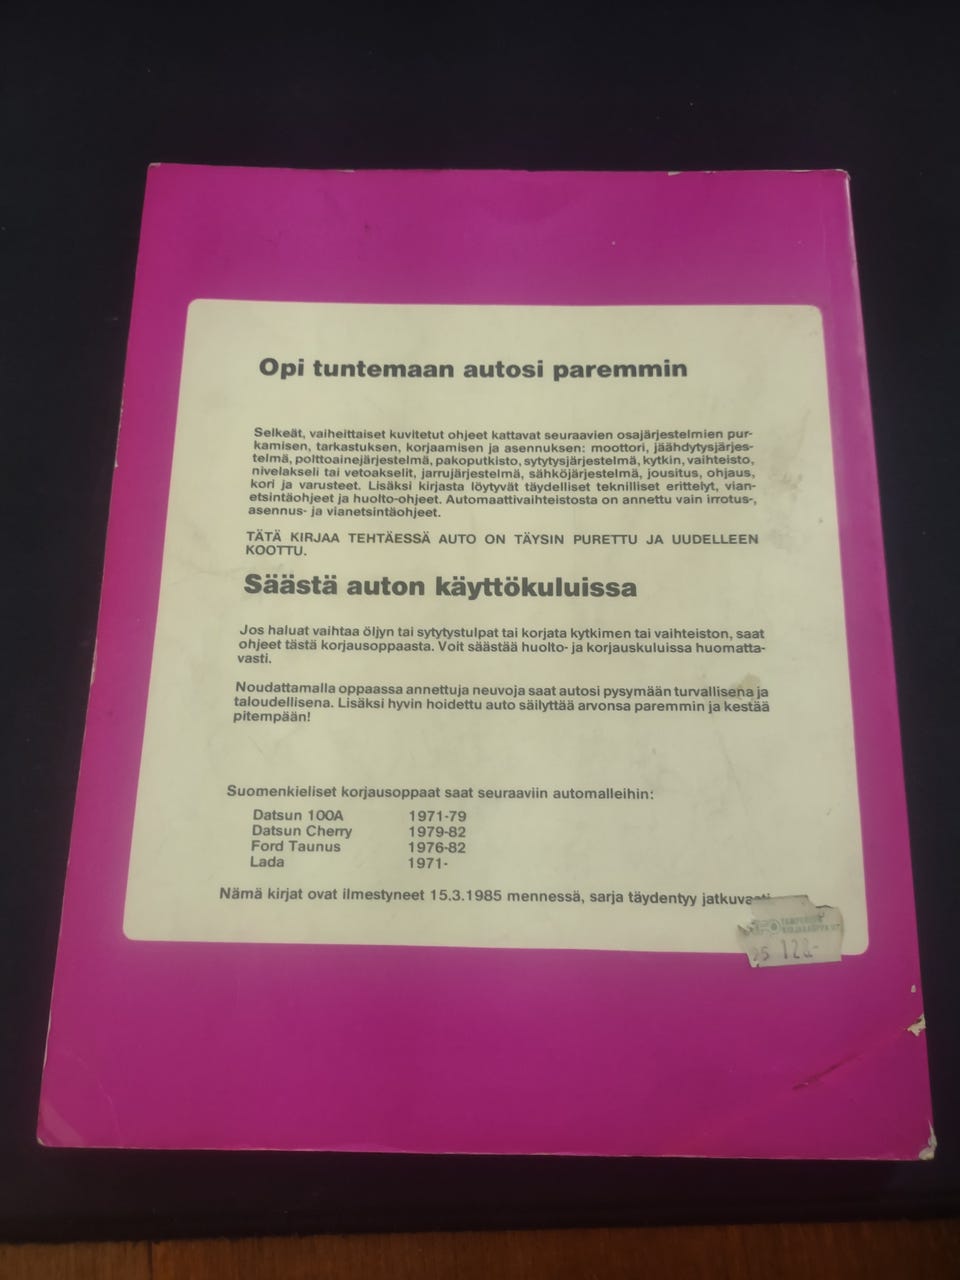 Opi tuntemaan autosi paremmin
Selkeät, vaiheittaiset kuvitetut ohjeet kattavat seuraavien osajärjestelmien pur-
kamisen, tarkastuksen, korjaamisen ja asennuksen: moottori, jäähdytysjärjes-
telmä, polttoainejärjestelmä, pakoputkisto, sytytysjärjestelmä, kytkin, vaihteisto,
nivelakseli tai vetoakselit, jarrujärjestelmä, sähköjärjestelmä, jousitus, ohjaus,
kori ja varusteet. Lisäksi kirjasta löytyvät täydelliset teknilliset erittelyt, vian-
etsintäohjeet ja huolto-ohjeet. Automaattivaihteistosta on annettu vain irrotus-,
asennus- ja vianetsintäohjeet.
TÄTÄ KIRJAA TEHTÄESSÄ AUTO ON TÄYSIN PURETTU JA UUDELLEEN
KOOTTU.
Säästä auton käyttökuluissa
Jos haluat vaihtaa öljyn tai sytytystulpat tai korjata kytkimen tai vaihteiston, saat
ohjeet tästä korjausoppaasta. Voit säästää huolto- ja korjauskuluissa huomatta-
vasti.
Noudattamalla oppaassa annettuja neuvoja saat autosi pysymään turvallisena ja
taloudellisena. Lisäksi hyvin hoidettu auto säilyttää arvonsa paremmin ja kestää
pitempään!
Suomenkieliset korjausoppaat saat seuraaviin automalleihin:
Datsun 100A 1971-79
Datsun Cherry 1979-82
Ford Taunus 1976-82
Lada 1971-
Nämä kirjat ovat ilmestyneet 15.3.1985 mennessä, sarja täydentyy jatkuvasti
KIRJAKAUPPA OY